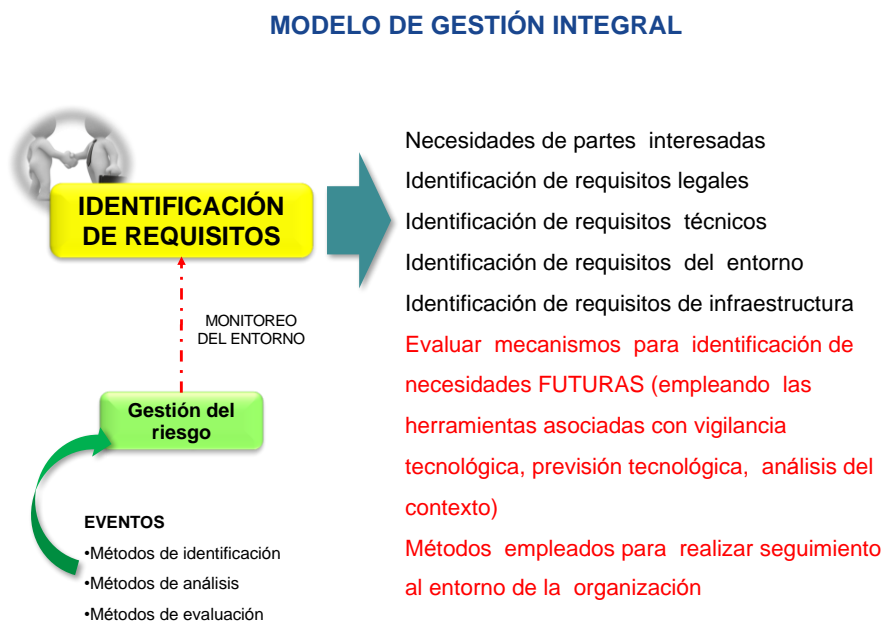 MODELO DE GESTIÓN INTEGRAL
IDENTIFICACIÓN
DE REQUISITOS
MONITOREO
DEL ENTORNO
Gestión del
riesgo
EVENTOS
•Métodos de identificación
•Métodos de análisis
•Métodos de evaluación
Necesidades de partes interesadas
Identificación de requisitos legales
Identificación de requisitos técnicos
Identificación de requisitos del entorno
Identificación de requisitos de infraestructura
Evaluar mecanismos para identificación de
necesidades FUTURAS (empleando las
herramientas asociadas con vigilancia
tecnológica, previsión tecnológica, análisis del
contexto)
Métodos empleados para realizar seguimiento
al entorno de la organización